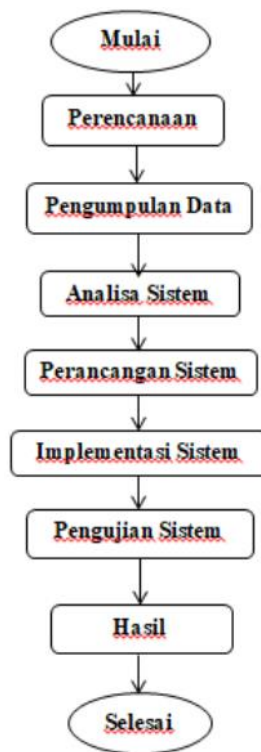 Mulai
Perencanaan
Pengumpulan Data
Analisa Sistem
Perancangan Sistem
Implementasi Sistem
Pengujian Sistem
Hasil
Selesai